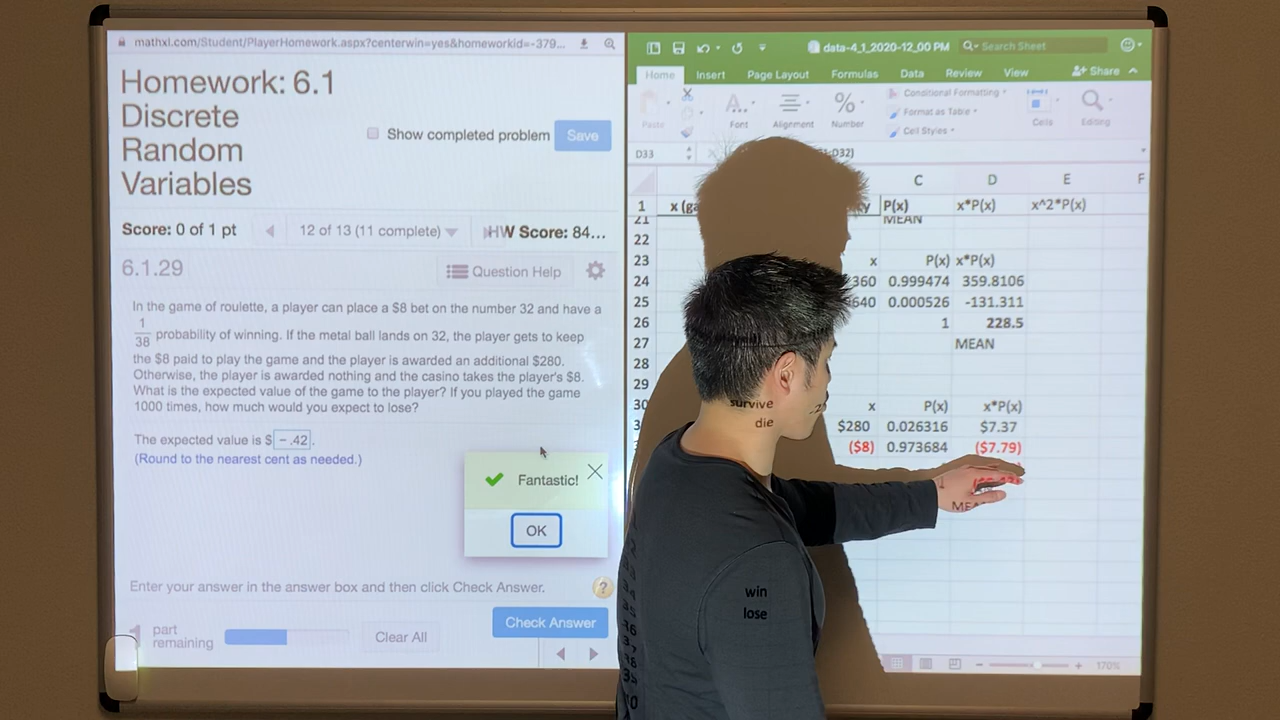 mathxl.com/Student/PlayerHomework.aspx?centerwin=yes&homeworkid=-379...
Homework: 6.1
Discrete
Random
Variables
Show completed problem
Save
Score: 0 of 1 pt
12 of 13 (11 complete)
HW Score: 84...
6.1.29
Question Help
In the game of roulette, a player can place a $8 bet on the number 32 and have a
1
38
probability of winning. If the metal ball lands on 32, the player gets to keep
the $8 paid to play the game and the player is awarded an additional $280.
Otherwise, the player is awarded nothing and the casino takes the player's $8.
What is the expected value of the game to the player? If you played the game
1000 times, how much would you expect to lose?
The expected value is $ - .42.
(Round to the nearest cent as needed.)
Fantastic!
OK
Enter your answer in the answer box and then click Check Answer.
?
1 part
remaining
Clear All
Check Answer
data-4_1_2020-12_00 PM
Search Sheet
Home Insert Page Layout Formulas Data Review View Share
Paste Font Alignment % Number
Conditional Formatting
Format as Table
Cell Styles
Cells Editing
D33
D32)
C D E F
1 x (ga P(x) x*P(x) x^2*P(x)
21 MEAN
22
23 x P(x) x*P(x)
24 360 0.999474 359.8106
25 640 0.000526 -131.311
26 1 228.5
27 MEAN
28
29
30 survive x P(x) x*P(x)
die $280 0.026316 $7.37
($8) 0.973684 ($7.79)
win
lose
170%